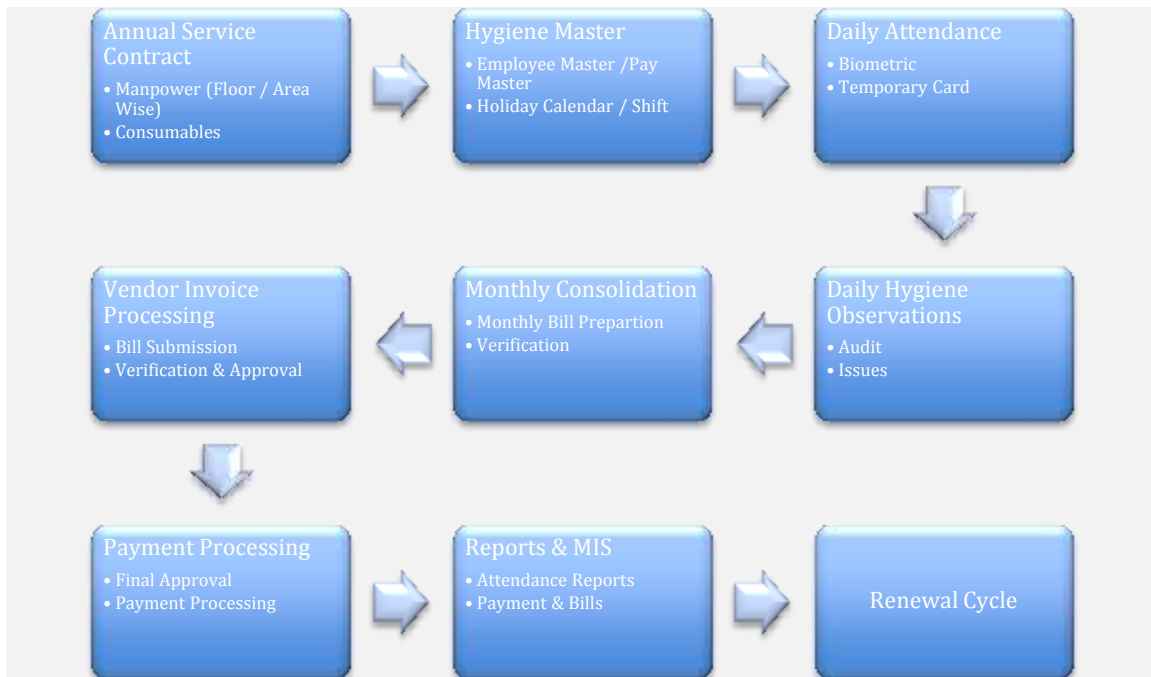 Annual Service
Contract
• Manpower (Floor / Area
Wise)
• Consumables
Hygiene Master
• Employee Master /Pay
Master
• Holiday Calendar / Shift
Daily Attendance
• Biometric
• Temporary Card
Daily Hygiene
Observations
• Audit
• Issues
Monthly Consolidation
• Monthly Bill Prepartion
• Verification
Vendor Invoice
Processing
• Bill Submission
• Verification & Approval
Payment Processing
• Final Approval
• Payment Processing
Reports & MIS
• Attendance Reports
• Payment & Bills
Renewal Cycle